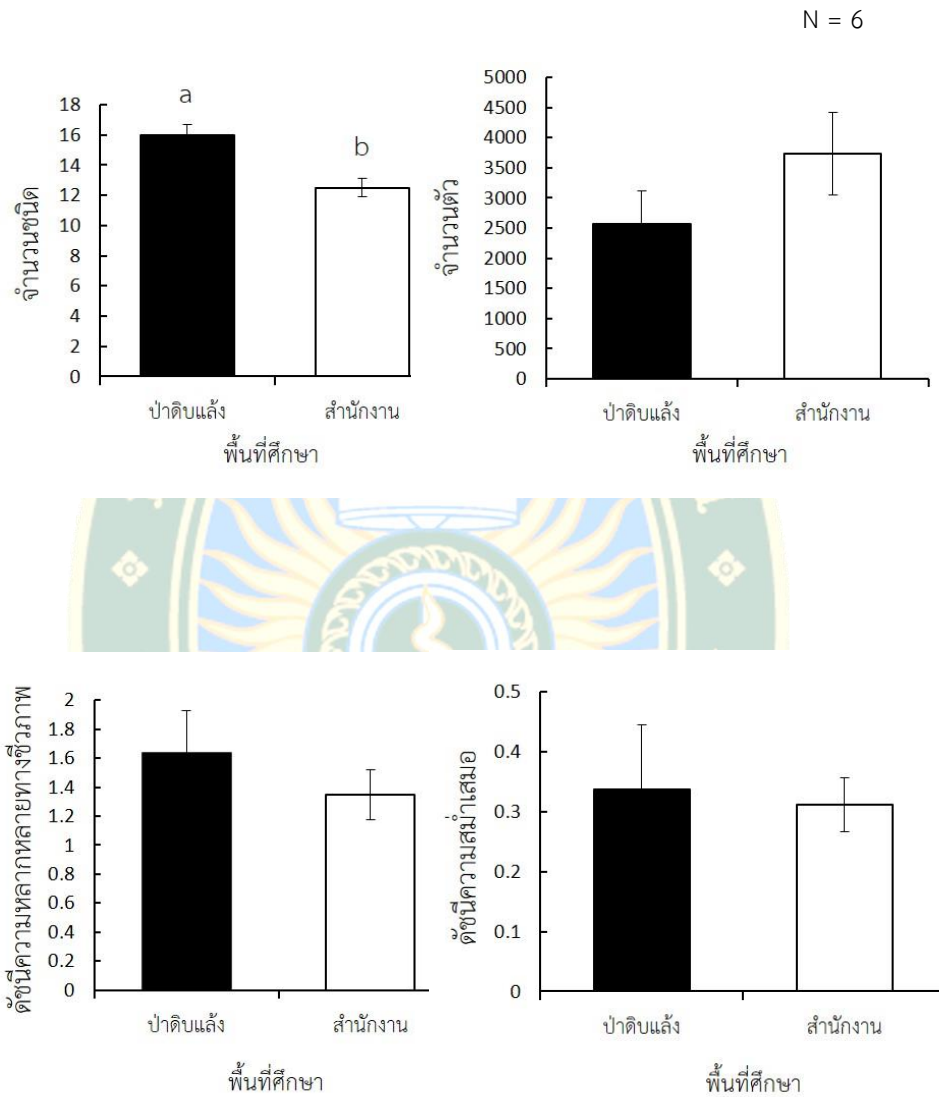 N = 6
จำนวนชนิด
18
16
14
12
10
8
6
4
2
0
a
b
ป่าดิบแล้ง สำนักงาน
พื้นที่ศึกษา
จำนวนตัว
5000
4500
4000
3500
3000
2500
2000
1500
1000
500
0
ป่าดิบแล้ง สำนักงาน
พื้นที่ศึกษา
ดัชนีความหลากหลายทางชีวภาพ
2
1.8
1.6
1.4
1.2
1
0.8
0.6
0.4
0.2
0
ป่าดิบแล้ง สำนักงาน
พื้นที่ศึกษา
ดัชนีความสม่ำเสมอ
0.5
0.4
0.3
0.2
0.1
0
ป่าดิบแล้ง สำนักงาน
พื้นที่ศึกษา